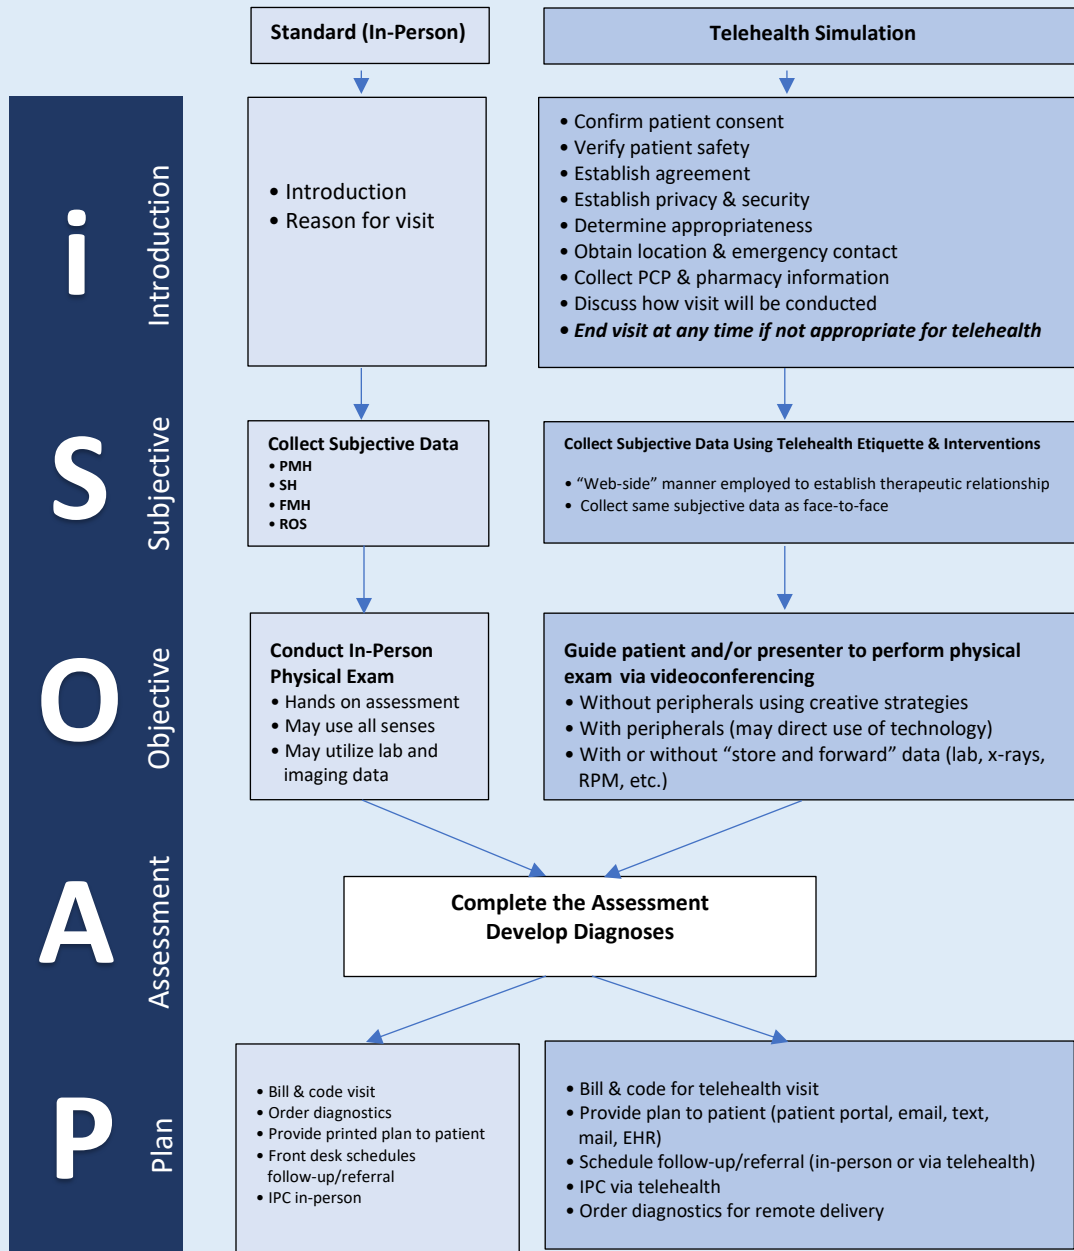 Standard (In-Person)
Telehealth Simulation
i
Introduction
• Introduction
• Reason for visit
• Confirm patient consent
• Verify patient safety
• Establish agreement
• Establish privacy & security
• Determine appropriateness
• Obtain location & emergency contact
• Collect PCP & pharmacy information
• Discuss how visit will be conducted
• End visit at any time if not appropriate for telehealth
S
Subjective
Collect Subjective Data
• PMH
• SH
• FMH
• ROS
Collect Subjective Data Using Telehealth Etiquette & Interventions
• “Web-side” manner employed to establish therapeutic relationship
• Collect same subjective data as face-to-face
O
Objective
Conduct In-Person
Physical Exam
• Hands on assessment
• May use all senses
• May utilize lab and
imaging data
Guide patient and/or presenter to perform physical
exam via videoconferencing
• Without peripherals using creative strategies
• With peripherals (may direct use of technology)
• With or without “store and forward” data (lab, x-rays,
RPM, etc.)
A
Assessment
Complete the Assessment
Develop Diagnoses
P
Plan
• Bill & code visit
• Order diagnostics
• Provide printed plan to patient
• Front desk schedules
follow-up/referral
• IPC in-person
• Bill & code for telehealth visit
• Provide plan to patient (patient portal, email, text,
mail, EHR)
• Schedule follow-up/referral (in-person or via telehealth)
• IPC via telehealth
• Order diagnostics for remote delivery